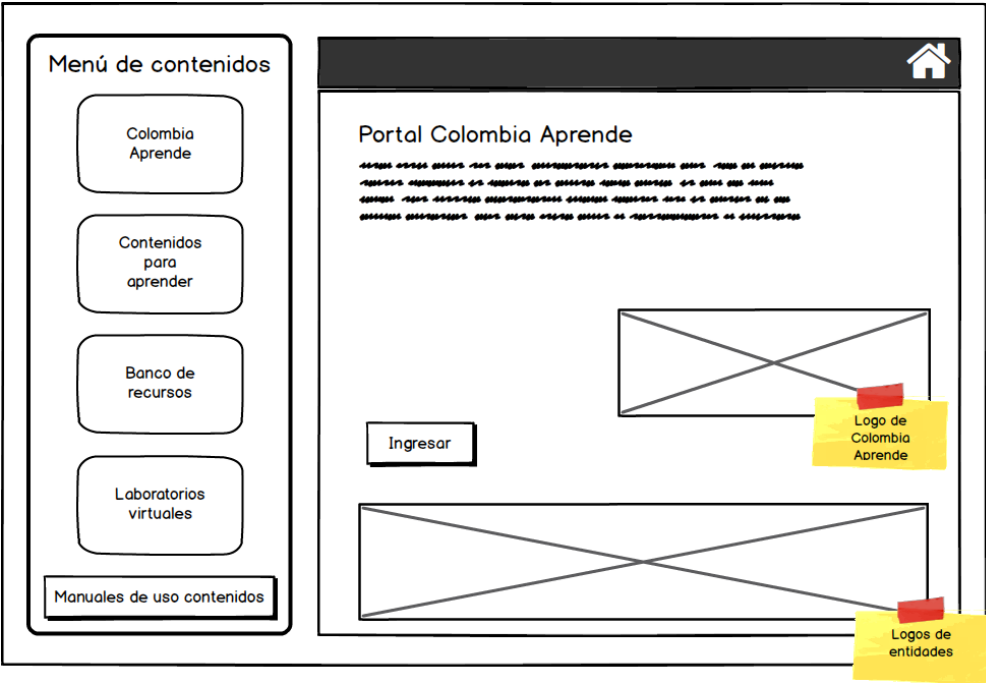 Menú de contenidos
Colombia
Aprende
Contenidos
para
aprender
Banco de
recursos
Laboratorios
virtuales
Manuales de uso contenidos
Portal Colombia Aprende
Ingresar
Logo de
Colombia
Aprende
Logos de
entidades